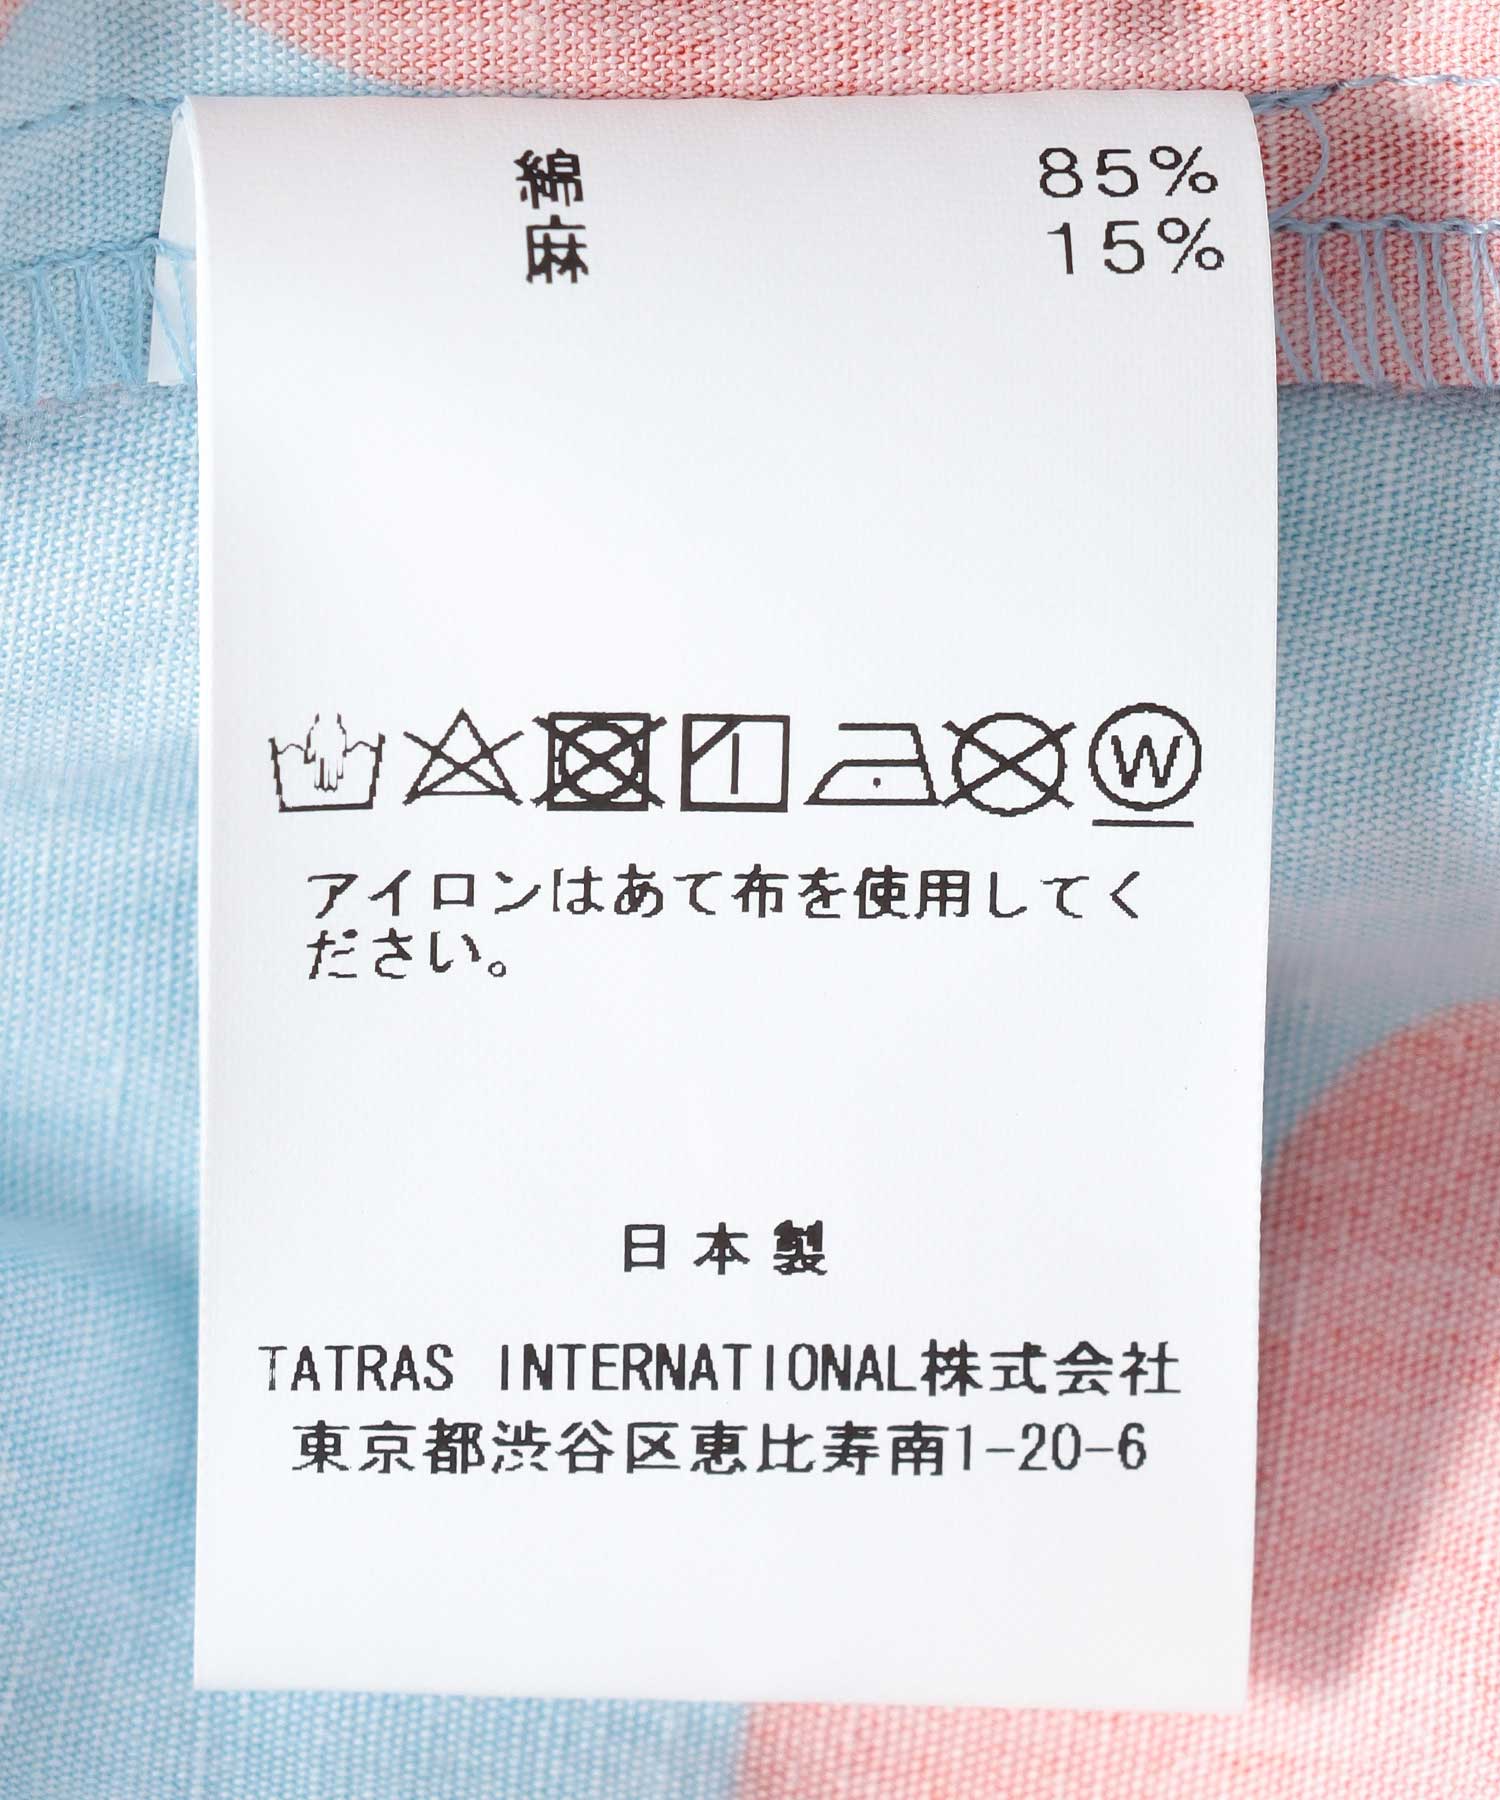 綿 85%
麻 15%
W
アイロンはあて布を使用してく
ださい。
日本製
TATRAS INTERNATIONAL株式会社
東京都渋谷区恵比寿南1-20-6